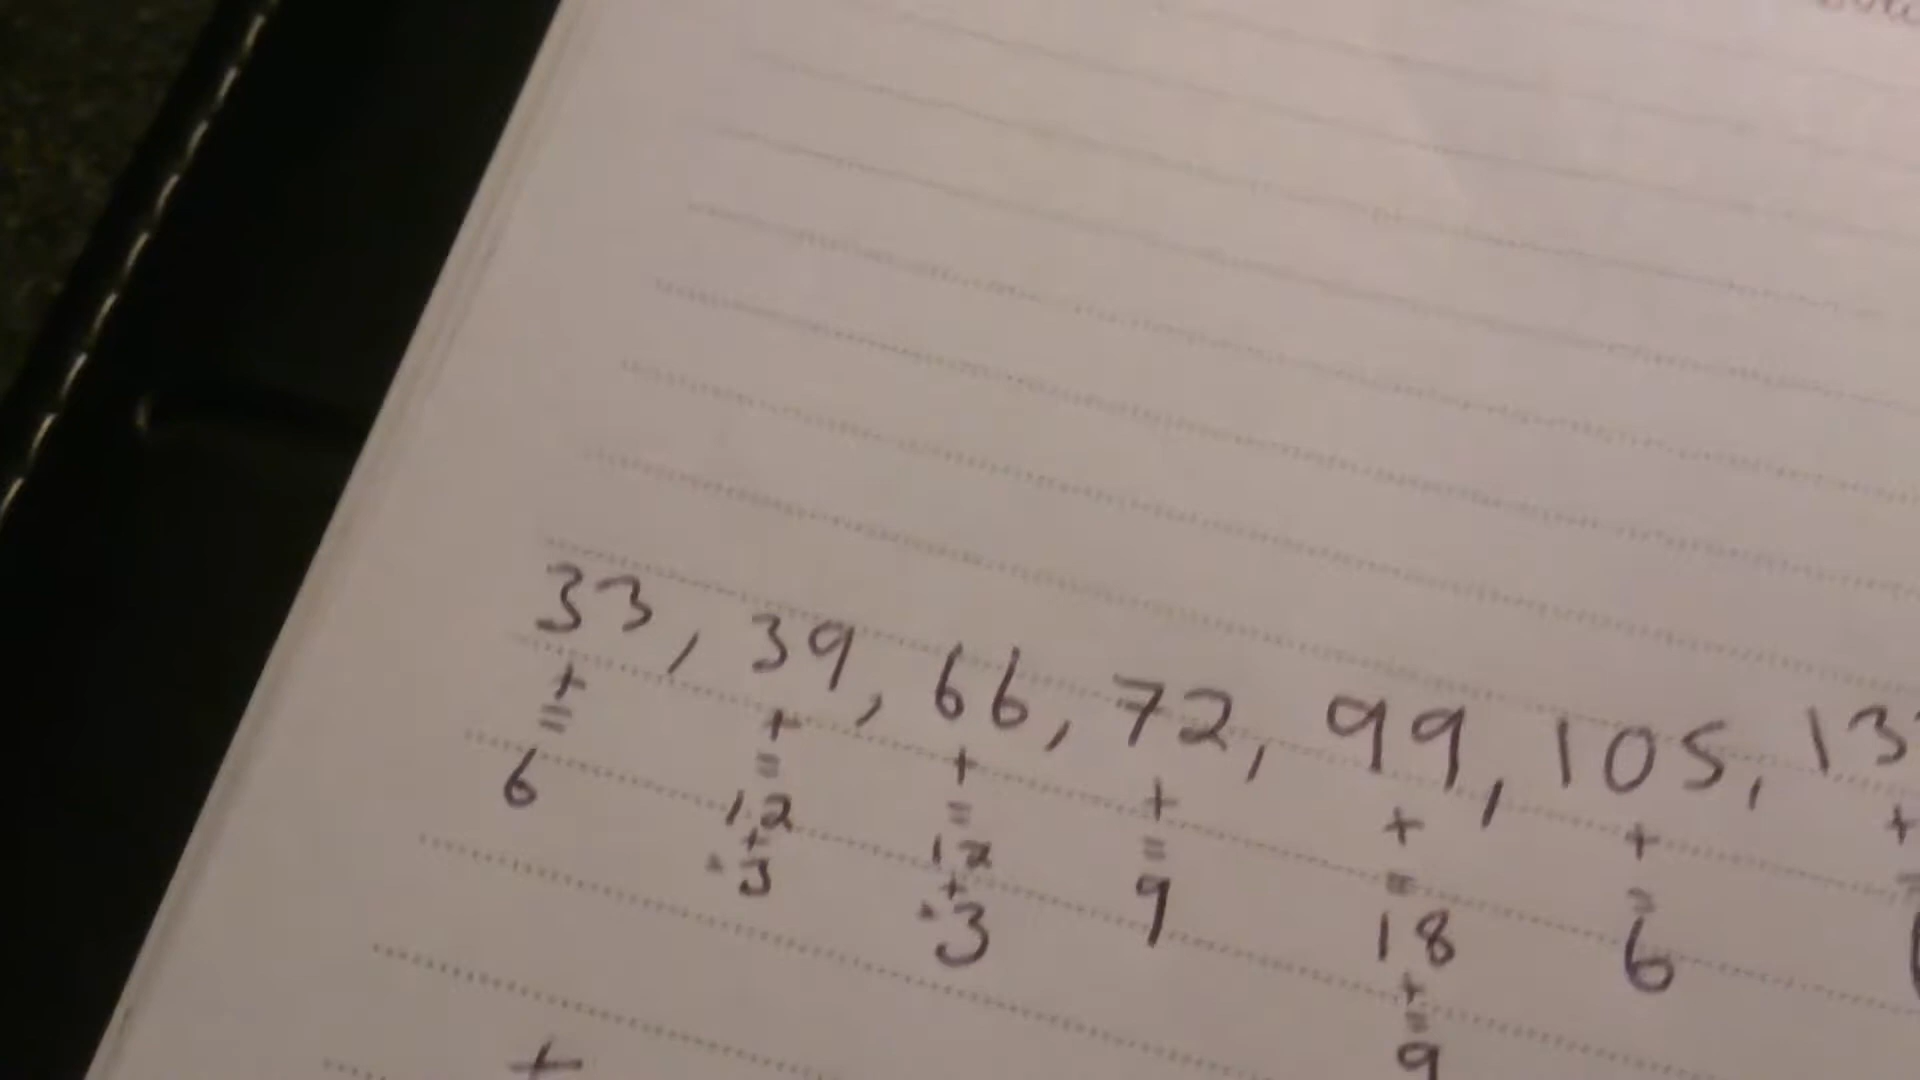 33, 39, 66, 72, 99, 105, 13
+ + + + + + +
= = = = = =
6 12 12 9 18 6
+ + +
= 3 = 3 = 9
+